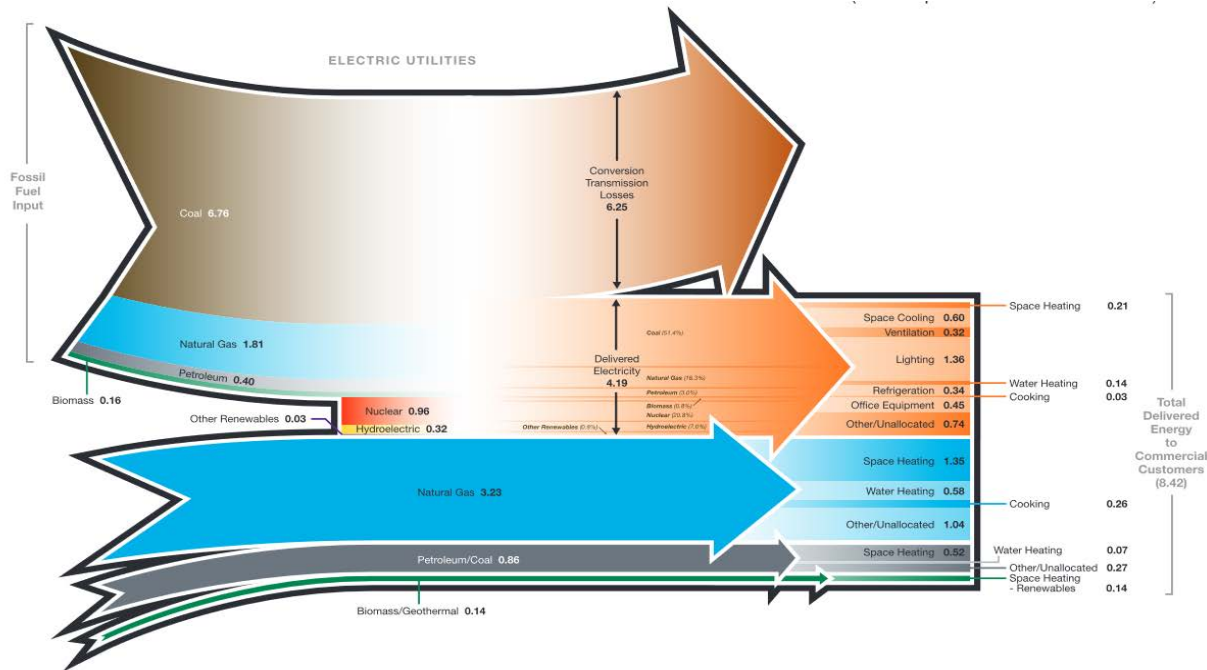 ELECTRIC UTILITIES
Fossil
Fuel
Input
Coal 6.76
Conversion
Transmission
Losses
6.25
Natural Gas 1.81
Petroleum 0.40
Biomass 0.16
Other Renewables 0.03
Nuclear 0.96
Hydroelectric 0.32
Delivered
Electricity
4.19
Coal (51.4%)
Natural Gas (16.3%)
Petroleum (3.0%)
Biomass (0.8%)
Nuclear (20.8%)
Other Renewables (0.6%)
Hydroelectric (7.0%)
Space Heating 0.21
Space Cooling 0.60
Ventilation 0.32
Lighting 1.36
Water Heating 0.14
Refrigeration 0.34
Cooking 0.03
Office Equipment 0.45
Other/Unallocated 0.74
Natural Gas 3.23
Space Heating 1.35
Water Heating 0.58
Cooking 0.26
Other/Unallocated 1.04
Petroleum/Coal 0.86
Space Heating 0.52
Water Heating 0.07
Other/Unallocated 0.27
Space Heating
- Renewables 0.14
Biomass/Geothermal 0.14
Total
Delivered
Energy
to
Commercial
Customers
(8.42)